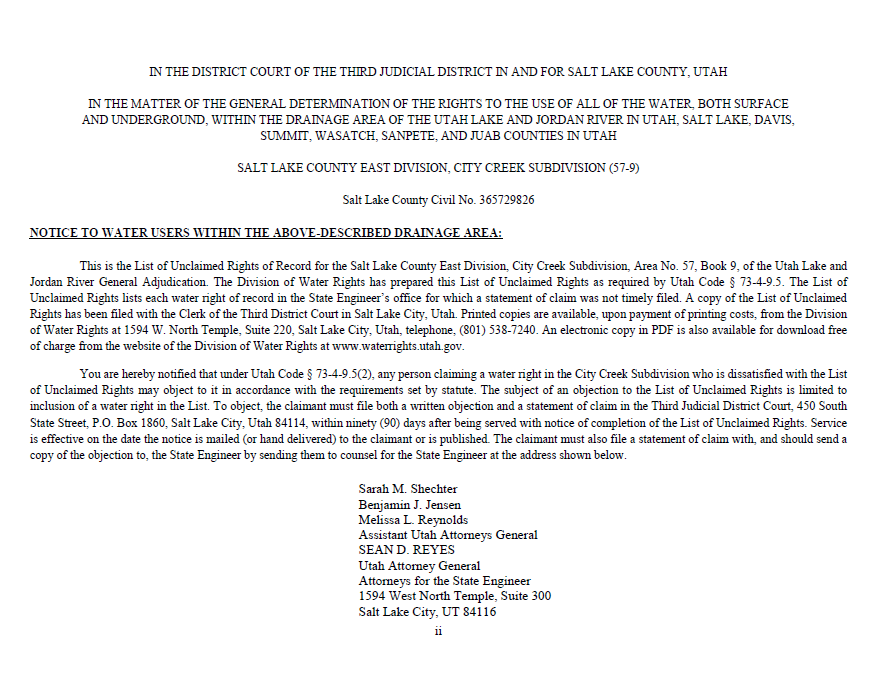 IN THE DISTRICT COURT OF THE THIRD JUDICIAL DISTRICT IN AND FOR SALT LAKE COUNTY, UTAH
IN THE MATTER OF THE GENERAL DETERMINATION OF THE RIGHTS TO THE USE OF ALL OF THE WATER, BOTH SURFACE
AND UNDERGROUND, WITHIN THE DRAINAGE AREA OF THE UTAH LAKE AND JORDAN RIVER IN UTAH, SALT LAKE, DAVIS,
SUMMIT, WASATCH, SANPETE, AND JUAB COUNTIES IN UTAH
SALT LAKE COUNTY EAST DIVISION, CITY CREEK SUBDIVISION (57-9)
Salt Lake County Civil No. 365729826
NOTICE TO WATER USERS WITHIN THE ABOVE-DESCRIBED DRAINAGE AREA:
This is the List of Unclaimed Rights of Record for the Salt Lake County East Division, City Creek Subdivision, Area No. 57, Book 9, of the Utah Lake and
Jordan River General Adjudication. The Division of Water Rights has prepared this List of Unclaimed Rights as required by Utah Code § 73-4-9.5. The List of
Unclaimed Rights lists each water right of record in the State Engineer's office for which a statement of claim was not timely filed. A copy of the List of Unclaimed
Rights has been filed with the Clerk of the Third District Court in Salt Lake City, Utah. Printed copies are available, upon payment of printing costs, from the Division
of Water Rights at 1594 W. North Temple, Suite 220, Salt Lake City, Utah, telephone, (801) 538-7240. An electronic copy in PDF is also available for download free
of charge from the website of the Division of Water Rights at www.waterrights.utah.gov.
You are hereby notified that under Utah Code § 73-4-9.5(2), any person claiming a water right in the City Creek Subdivision who is dissatisfied with the List
of Unclaimed Rights may object to it in accordance with the requirements set by statute. The subject of an objection to the List of Unclaimed Rights is limited to
inclusion of a water right in the List. To object, the claimant must file both a written objection and a statement of claim in the Third Judicial District Court, 450 South
State Street, P.O. Box 1860, Salt Lake City, Utah 84114, within ninety (90) days after being served with notice of completion of the List of Unclaimed Rights. Service
is effective on the date the notice is mailed (or hand delivered) to the claimant or is published. The claimant must also file a statement of claim with, and should send a
copy of the objection to, the State Engineer by sending them to counsel for the State Engineer at the address shown below.
Sarah M. Shechter
Benjamin J. Jensen
Melissa L. Reynolds
Assistant Utah Attorneys General
SEAN D. REYES
Utah Attorney General
Attorneys for the State Engineer
1594 West North Temple, Suite 300
Salt Lake City, UT 84116
ii